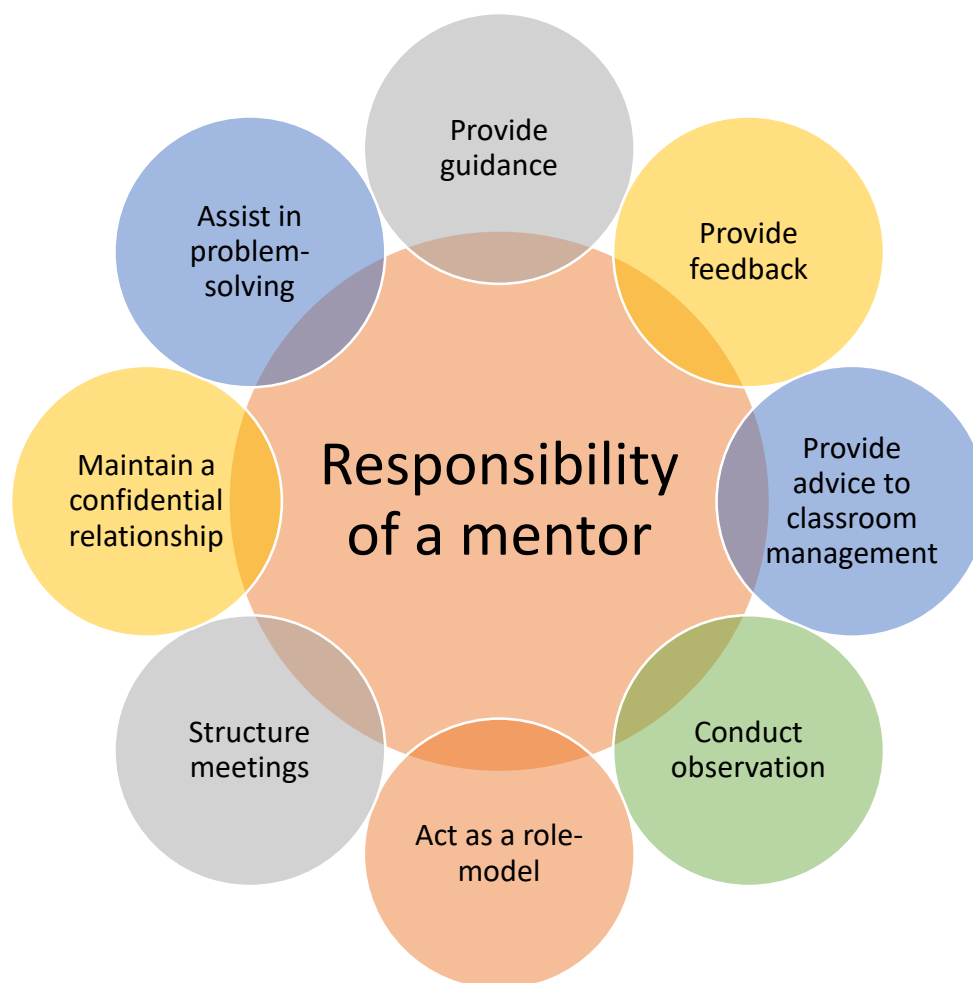 Provide
guidance
Provide
feedback
Provide
advice to
classroom
management
Conduct
observation
Act as a role-
model
Structure
meetings
Maintain a
confidential
relationship
Assist in
problem-
solving
Responsibility
of a mentor